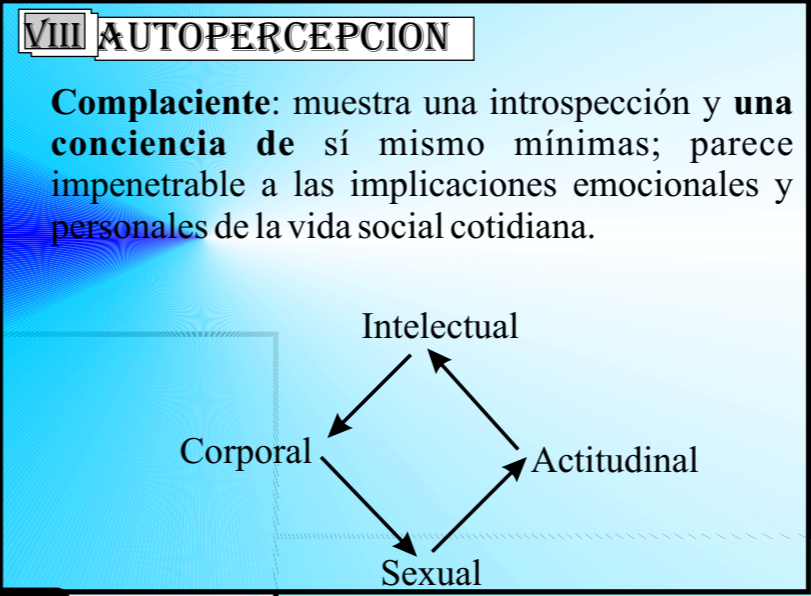 VIII AUTOPERCEPCION
Complaciente: muestra una introspección y una
conciencia de sí mismo mínimas; parece
impenetrable a las implicaciones emocionales y
personales de la vida social cotidiana.
Intelectual
Corporal
Actitudinal
Sexual